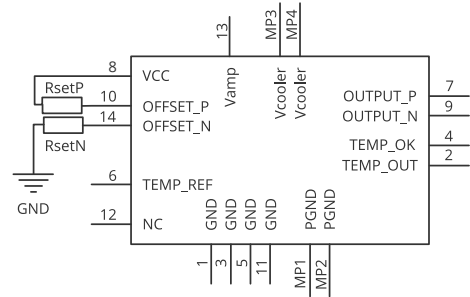 MP3
MP4
13
8
VCC
Vamp
Vcooler
Vcooler
RsetP
10
OFFSET_P
OUTPUT_P
7
14
OFFSET_N
OUTPUT_N
9
RsetN
TEMP_OK
4
TEMP_OUT
2
6
TEMP_REF
GND
12
NC
GND
GND
GND
GND
PGND
PGND
1
3
5
11
MP1
MP2